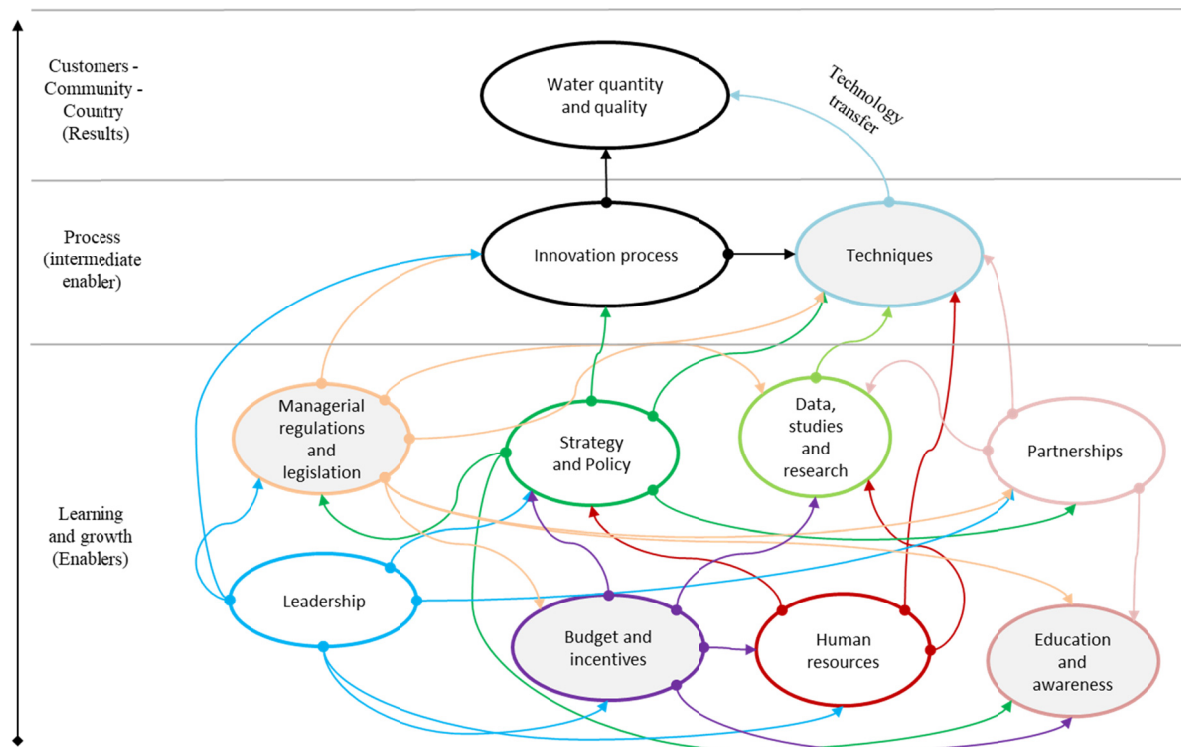 Customers -
Community -
Country
(Results)
Water quantity
and quality
Technology
transfer
Process
(intermediate
enabler)
Innovation process
Techniques
Managerial
regulations
and
legislation
Strategy
and Policy
Data,
studies
and
research
Partnerships
Learning
and growth
(Enablers)
Leadership
Budget and
incentives
Human
resources
Education
and
awareness